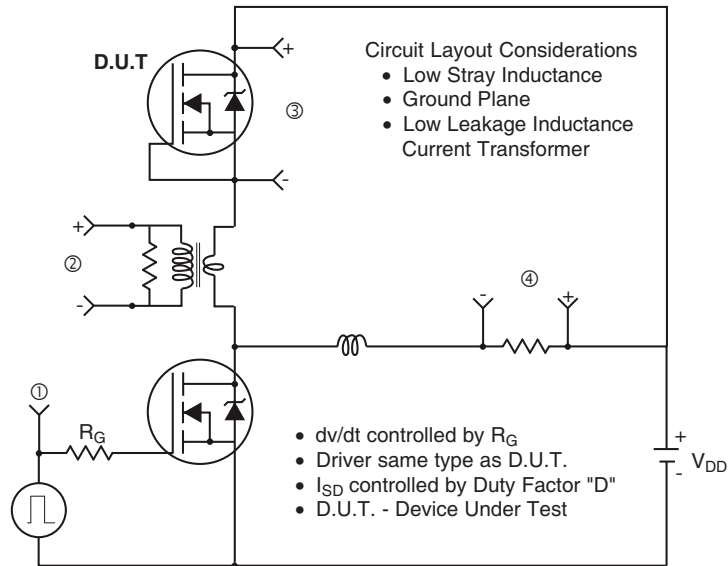 D.U.T
+
③
-
Circuit Layout Considerations
• Low Stray Inductance
• Ground Plane
• Low Leakage Inductance
Current Transformer
+
②
-
④
-
+
①
R_G
• dv/dt controlled by R_G
• Driver same type as D.U.T.
• I_SD controlled by Duty Factor "D"
• D.U.T. - Device Under Test
+
V_DD
-